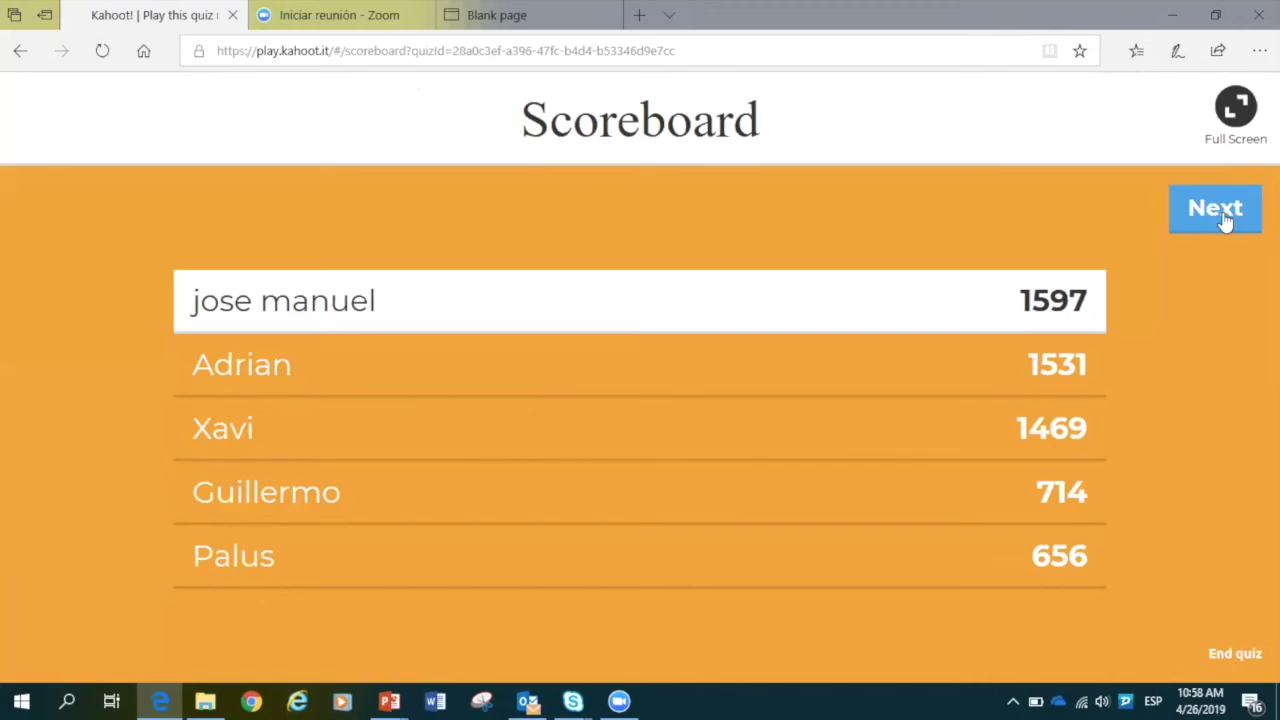 Kahoot! | Play this quiz
Iniciar reunión - Zoom
Blank page
https://play.kahoot.it/#/scoreboard?quizId=28a0c3ef-a396-47fc-b4d4-b53346d9e7cc
Scoreboard
Full Screen
Next
jose manuel 1597
Adrian 1531
Xavi 1469
Guillermo 714
Palus 656
End quiz
ESP
10:58 AM
4/26/2019
16